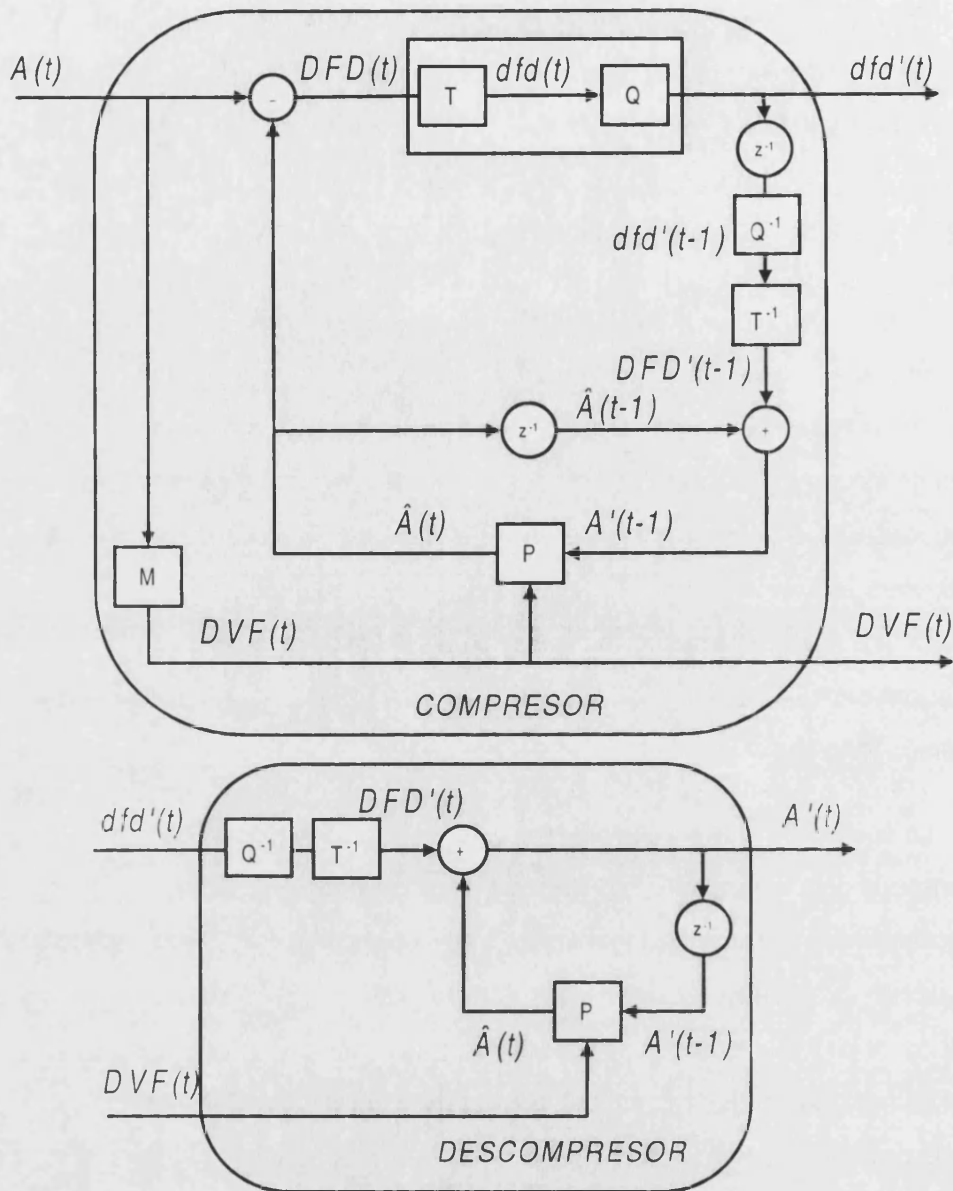 A(t)
DFD(t)
T
dfd(t)
Q
dfd'(t)
-
z⁻¹
Q⁻¹
dfd'(t-1)
T⁻¹
DFD'(t-1)
z⁻¹
Â(t-1)
+
Â(t)
P
A'(t-1)
M
DVF(t)
DVF(t)
COMPRESOR
dfd'(t)
Q⁻¹
T⁻¹
DFD'(t)
+
A'(t)
z⁻¹
P
Â(t)
A'(t-1)
DVF(t)
DESCOMPRESOR